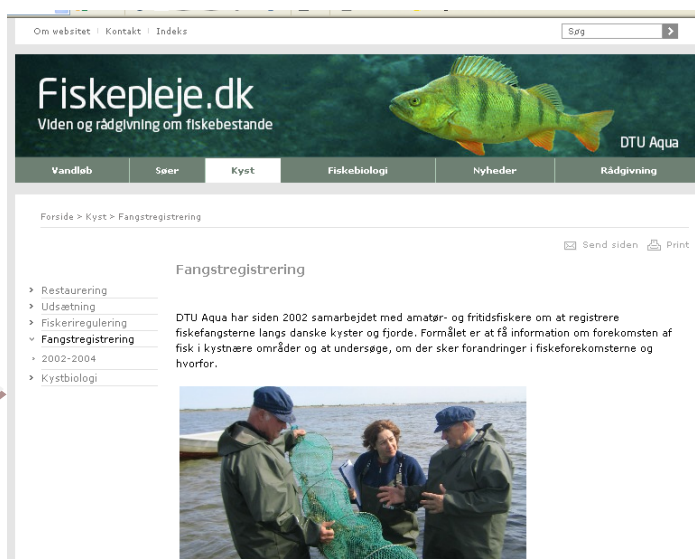 Om websitet | Kontakt | Indeks
Søg
Fiskepleje.dk
Viden og rådgivning om fiskebestande
DTU Aqua
Vandløb Søer Kyst Fiskebiologi Nyheder Rådgivning
Forside > Kyst > Fangstregistrering
Send siden Print
Fangstregistrering
Restaurering
Udsætning
Fiskeriregulering
Fangstregistrering
2002-2004
Kystbiologi
DTU Aqua har siden 2002 samarbejdet med amatør- og fritidsfiskere om at registrere
fiskefangsterne langs danske kyster og fjorde. Formålet er at få information om forekomsten af
fisk i kystnære områder og at undersøge, om der sker forandringer i fiskeforekomsterne og
hvorfor.